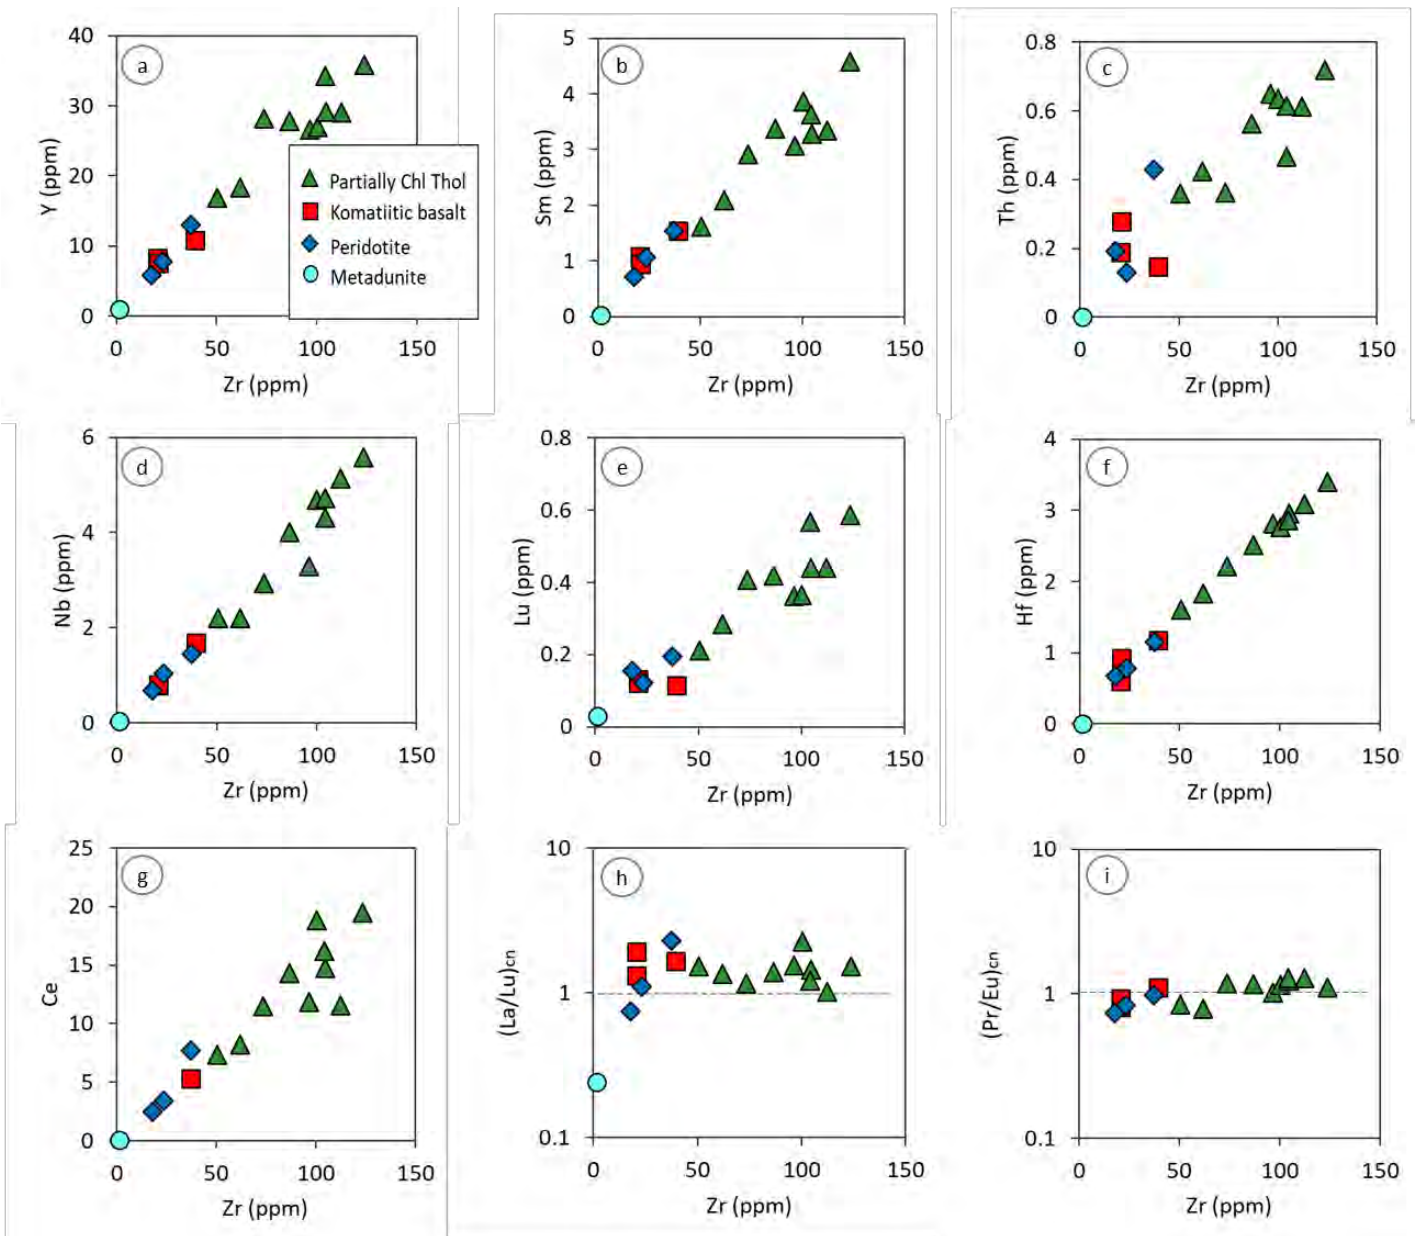 a
40
30
20
10
0
Y (ppm)
0 50 100 150
Zr (ppm)
Partially Chl Thol
Komatiitic basalt
Peridotite
Metadunite
b
5
4
3
2
1
0
Sm (ppm)
0 50 100 150
Zr (ppm)
c
0.8
0.6
0.4
0.2
0
Th (ppm)
0 50 100 150
Zr (ppm)
d
6
4
2
0
Nb (ppm)
0 50 100 150
Zr (ppm)
e
0.8
0.6
0.4
0.2
0
Lu (ppm)
0 50 100 150
Zr (ppm)
f
4
3
2
1
0
Hf (ppm)
0 50 100 150
Zr (ppm)
g
25
20
15
10
5
0
Ce
0 50 100 150
Zr (ppm)
h
10
1
0.1
(La/Lu)cn
0 50 100 150
Zr (ppm)
i
10
1
0.1
(Pr/Eu)cn
0 50 100 150
Zr (ppm)